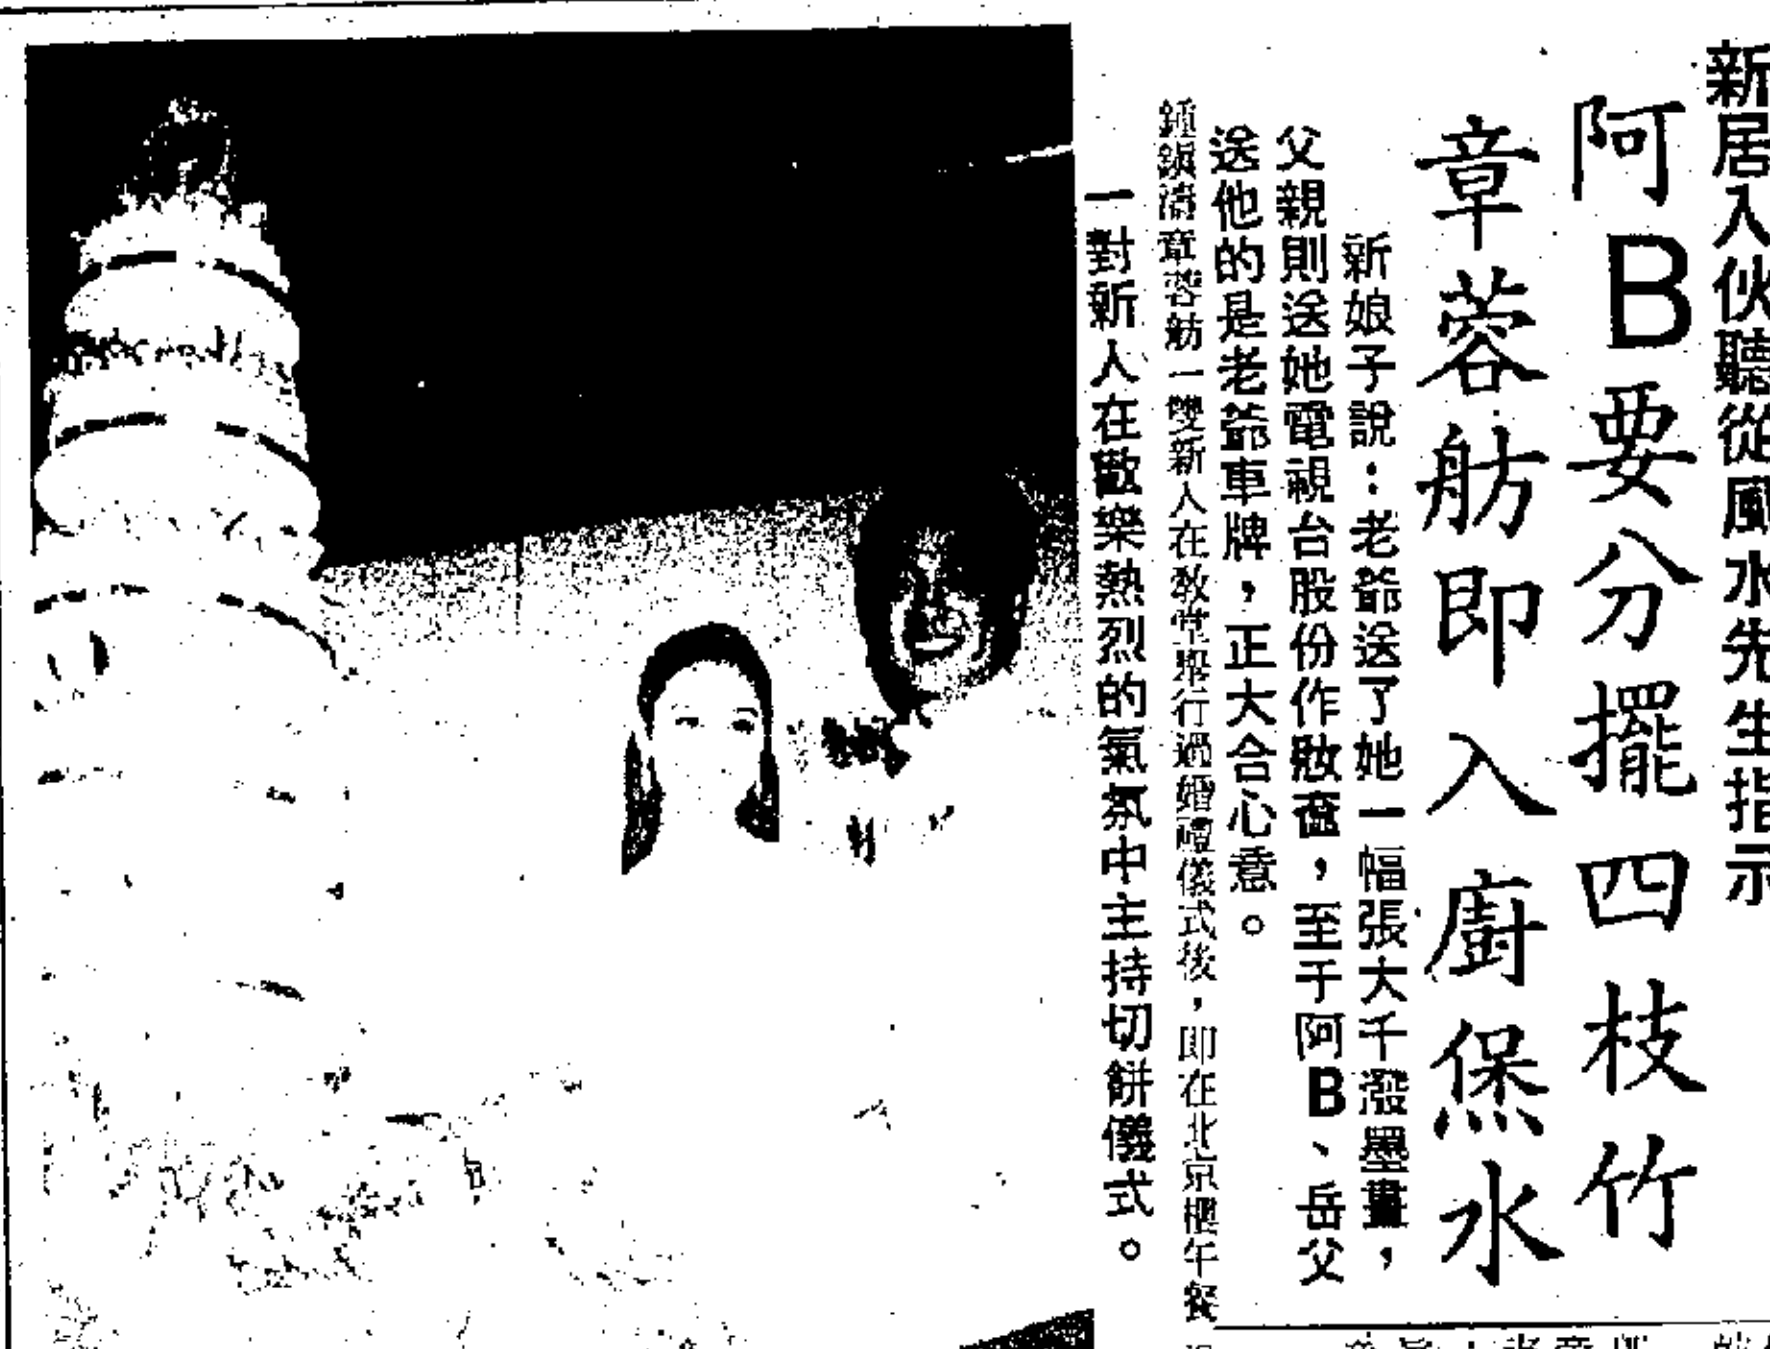 新居入伙聽從風水先生指示
阿B要分擺四枝竹
章蓉舫即入廚煲水
新娘子說：老爺送了她一幅張大千潑墨畫，
父親則送她電視台股份作妝奩，至于阿B、岳父
送他的是老爺車牌，正大合心意。
鍾鎮濤章蓉舫一雙新人在教堂舉行過婚禮儀式後，即在北京樓午餐
一對新人在歡樂熱烈的氣氛中主持切餅儀式。